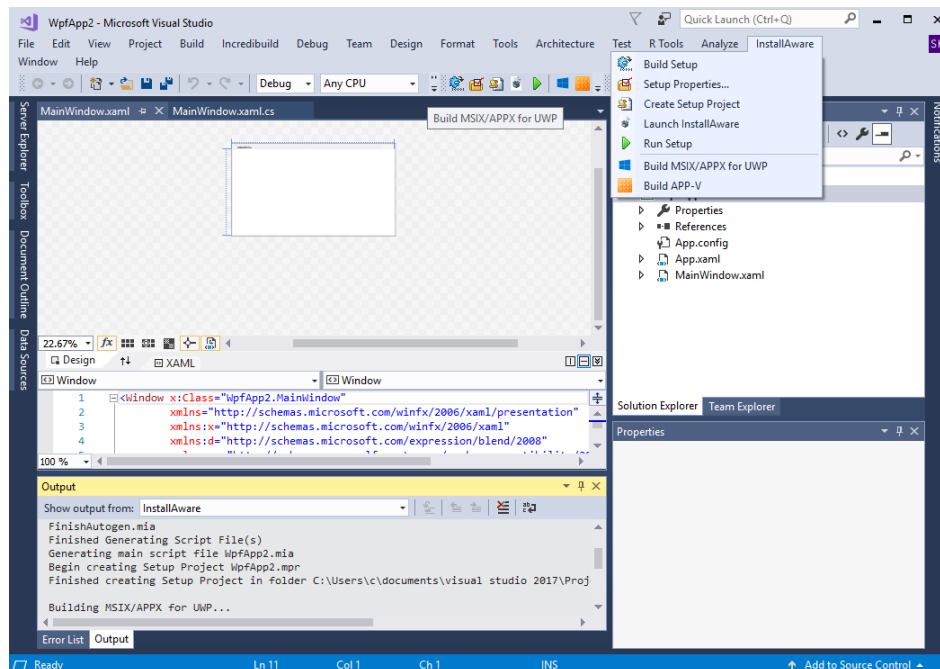 WpfApp2 - Microsoft Visual Studio
Quick Launch (Ctrl+Q)
File Edit View Project Build Incredibuild Debug Team Design Format Tools Architecture Test R Tools Analyze InstallAware
Window Help
Debug Any CPU
Build Setup
Setup Properties...
Create Setup Project
Launch InstallAware
Run Setup
Build MSIX/APPX for UWP
Build APP-V
MainWindow.xaml MainWindow.xaml.cs
Build MSIX/APPX for UWP
Server Explorer
Toolbox
Document Outline
Data Sources
Notifications
Properties
References
App.config
App.xaml
MainWindow.xaml
22.67% fx
Design XAML
Window Window
1 <Window x:Class="WpfApp2.MainWindow"
2 xmlns="http://schemas.microsoft.com/winfx/2006/xaml/presentation"
3 xmlns:x="http://schemas.microsoft.com/winfx/2006/xaml"
4 xmlns:d="http://schemas.microsoft.com/expression/blend/2008"
100 %
Solution Explorer Team Explorer
Properties
Output
Show output from: InstallAware
FinishAutogen.mia
Finished Generating Script File(s)
Generating main script file WpfApp2.mia
Begin creating Setup Project WpfApp2.mpr
Finished creating Setup Project in folder C:\Users\c\documents\visual studio 2017\Proj
Building MSIX/APPX for UWP...
Error List Output
Ready Ln 11 Col 1 Ch 1 INS Add to Source Control